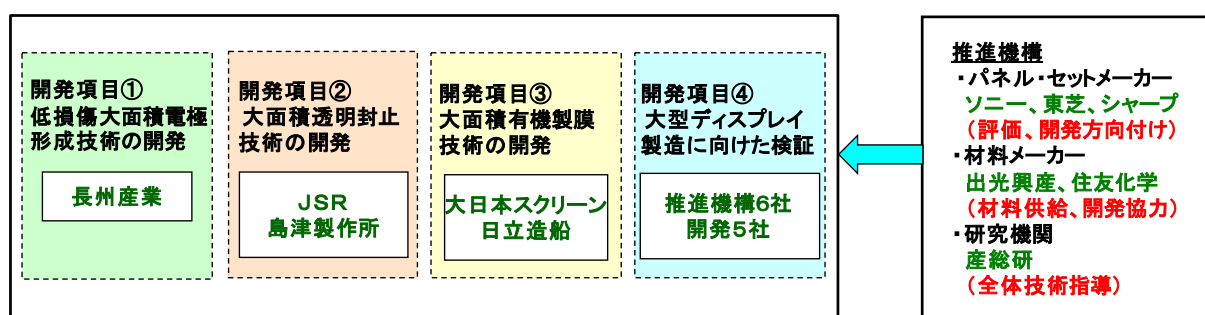 開発項目①
低損傷大面積電極
形成技術の開発
長州産業
開発項目②
大面積透明封止
技術の開発
JSR
島津製作所
開発項目③
大面積有機製膜
技術の開発
大日本スクリーン
日立造船
開発項目④
大型ディスプレイ
製造に向けた検証
推進機構6社
開発5社
推進機構
・パネル・セットメーカー
ソニー、東芝、シャープ
(評価、開発方向付け)
・材料メーカー
出光興産、住友化学
(材料供給、開発協力)
・研究機関
産総研
(全体技術指導)